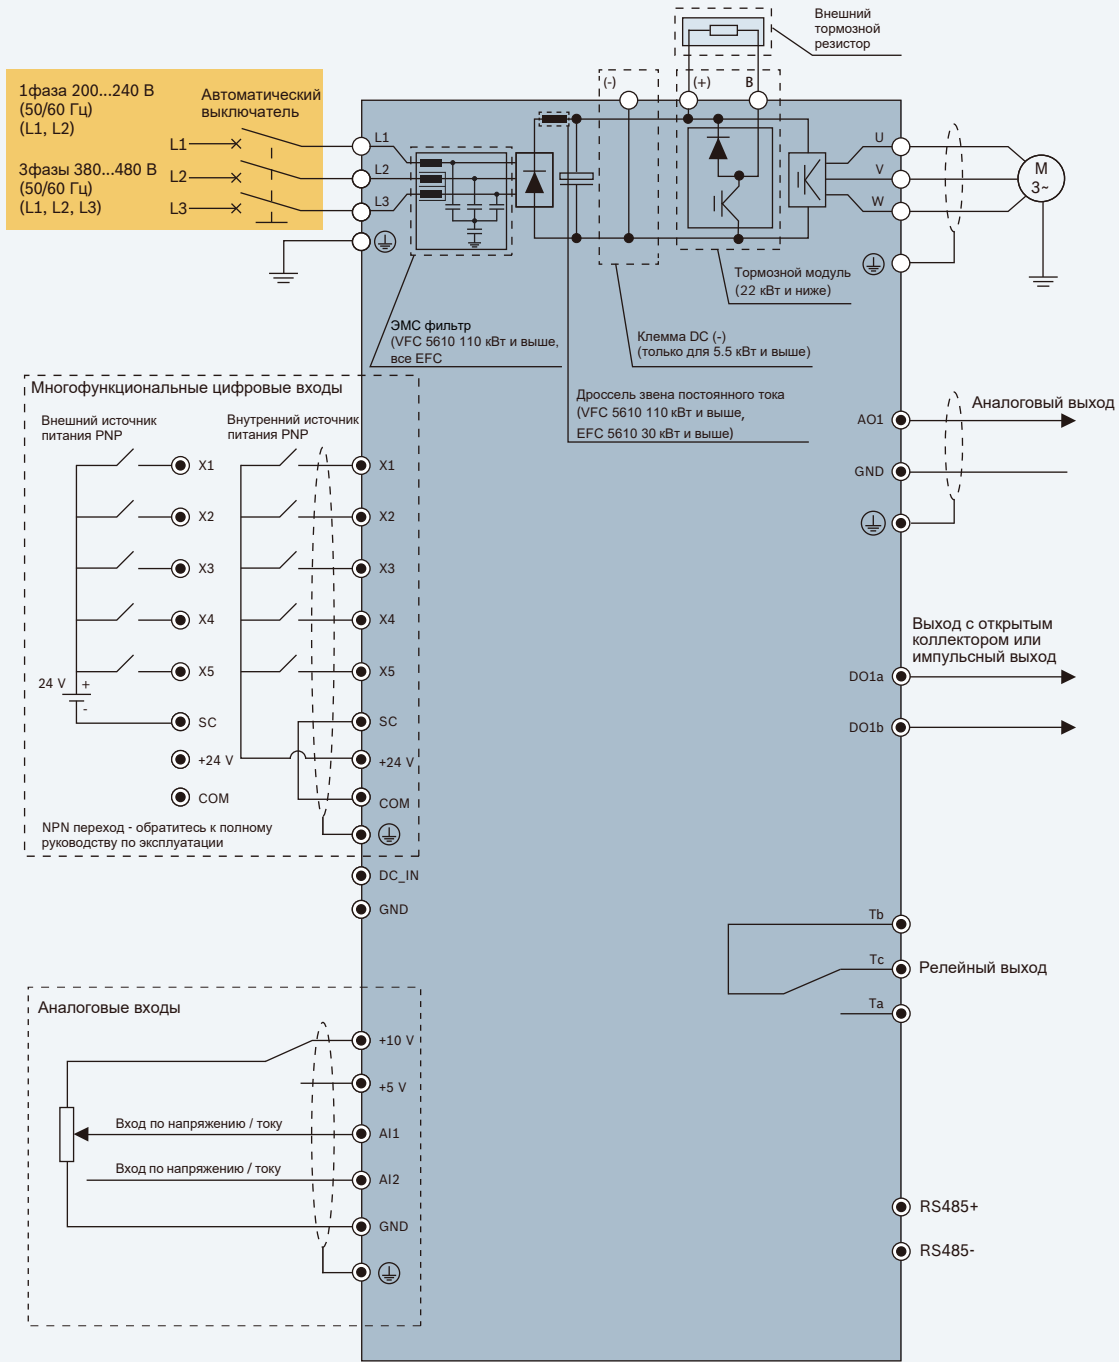 Внешний
тормозной
резистор
1фаза 200...240 В
(50/60 Гц)
(L1, L2)
3фазы 380...480 В
(50/60 Гц)
(L1, L2, L3)
Автоматический
выключатель
L1
L2
L3
L1
L2
L3
(-)
(+)
B
U
V
W
M
3~
Тормозной модуль
(22 кВт и ниже)
ЭМС фильтр
(VFC 5610 110 кВт и выше,
все EFC
Клемма DC (-)
(только для 5.5 кВт и выше)
Дроссель звена постоянного тока
(VFC 5610 110 кВт и выше,
EFC 5610 30 кВт и выше)
Многофункциональные цифровые входы
Внешний источник
питания PNP
Внутренний источник
питания PNP
X1
X2
X3
X4
X5
24 V
+
-
SC
+24 V
COM
X1
X2
X3
X4
X5
SC
+24 V
COM
NPN переход - обратитесь к полному
руководству по эксплуатации
DC_IN
GND
Аналоговые входы
+10 V
+5 V
Вход по напряжению / току
AI1
Вход по напряжению / току
AI2
GND
AO1
Аналоговый выход
GND
Выход с открытым
коллектором или
импульсный выход
DO1a
DO1b
Tb
Tc
Релейный выход
Ta
RS485+
RS485-